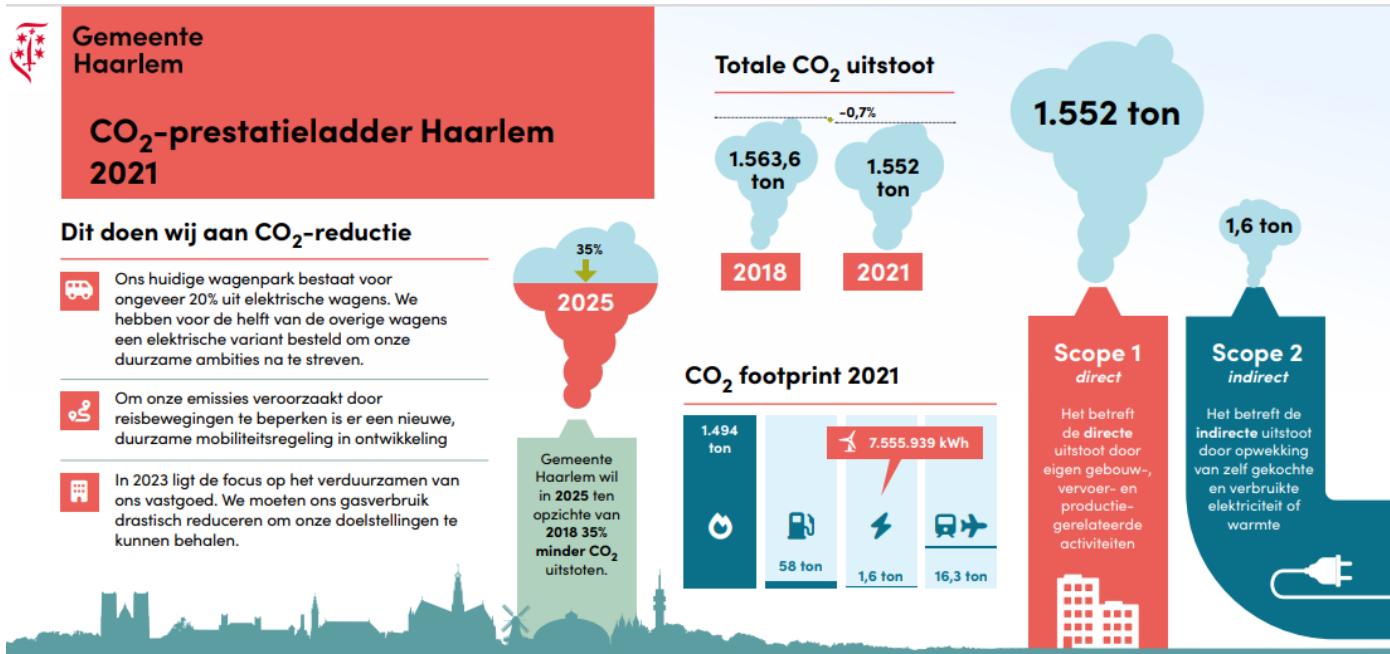 Gemeente
Haarlem
CO₂-prestatieladder Haarlem
2021
Dit doen wij aan CO₂-reductie
Ons huidige wagenpark bestaat voor
ongeveer 20% uit elektrische wagens. We
hebben voor de helft van de overige wagens
een elektrische variant besteld om onze
duurzame ambities na te streven.
Om onze emissies veroorzaakt door
reisbewegingen te beperken is er een nieuwe,
duurzame mobiliteitsregeling in ontwikkeling
In 2023 ligt de focus op het verduurzamen van
ons vastgoed. We moeten ons gasverbruik
drastisch reduceren om onze doelstellingen te
kunnen behalen.
35%
2025
Gemeente
Haarlem wil
in 2025 ten
opzichte van
2018 35%
minder CO₂
uitstoten.
Totale CO₂ uitstoot
-0,7%
1.563,6
ton
1.552
ton
2018
2021
CO₂ footprint 2021
1.494
ton
7.555.939 kWh
58 ton
1,6 ton
16,3 ton
1.552 ton
Scope 1
direct
Het betreft
de directe
uitstoot door
eigen gebouw-,
vervoer- en
productie-
gerelateerde
activiteiten
1,6 ton
Scope 2
indirect
Het betreft de
indirecte uitstoot
door opwekking
van zelf gekochte
en verbruikte
elektriciteit of
warmte